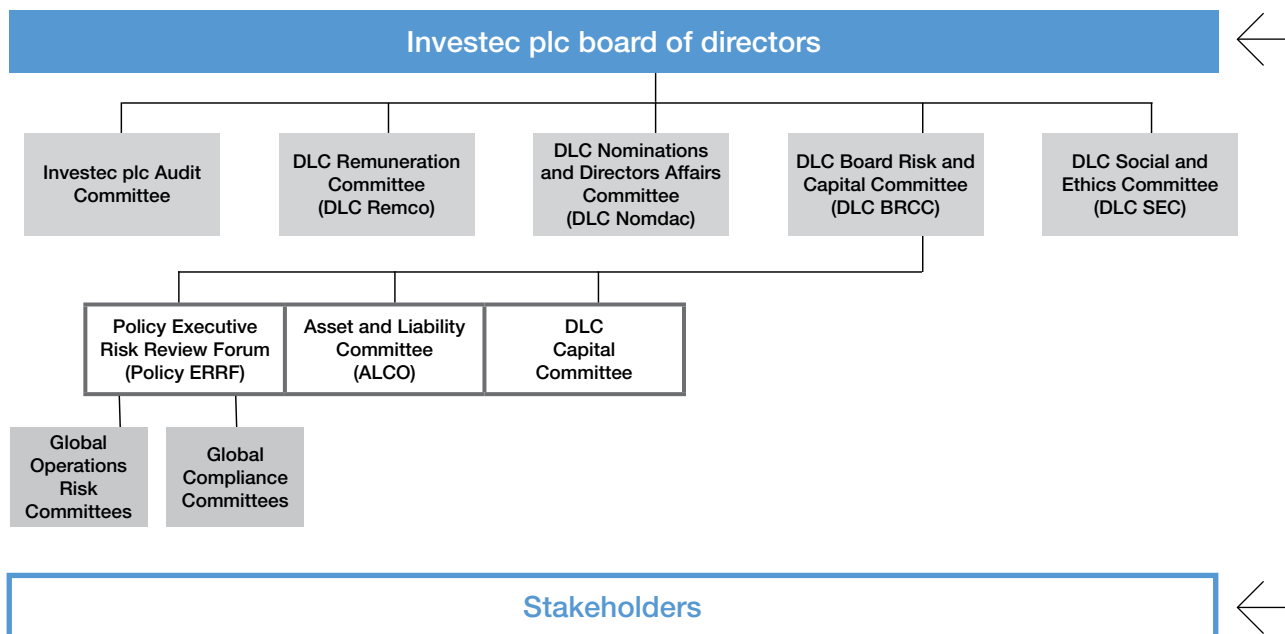 Investec plc board of directors
Investec plc Audit
Committee
DLC Remuneration
Committee
(DLC Remco)
DLC Nominations
and Directors Affairs
Committee
(DLC Nomdac)
DLC Board Risk and
Capital Committee
(DLC BRCC)
DLC Social and
Ethics Committee
(DLC SEC)
Policy Executive
Risk Review Forum
(Policy ERRF)
Asset and Liability
Committee
(ALCO)
DLC
Capital
Committee
Global
Operations
Risk
Committees
Global
Compliance
Committees
Stakeholders